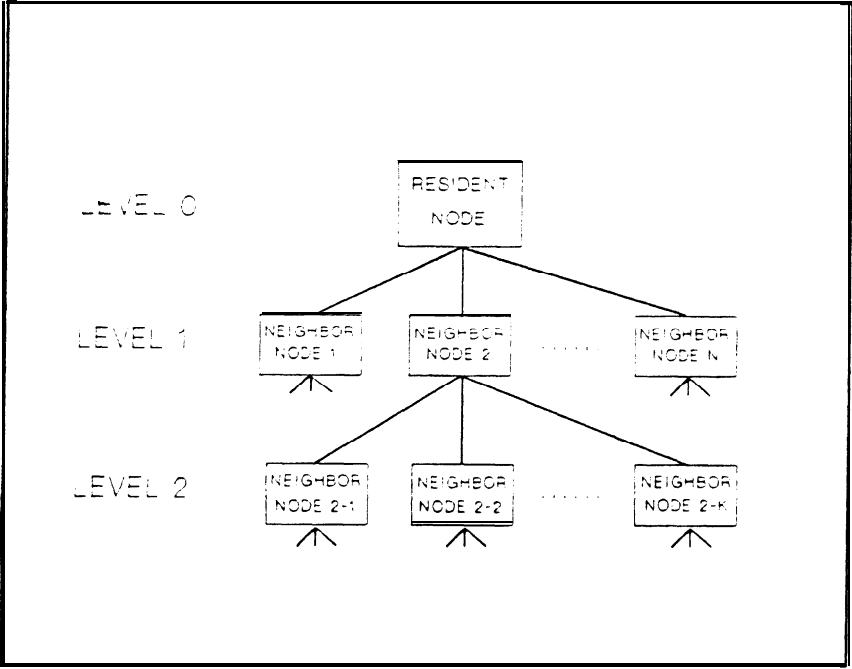 RESIDENT
NODE
LEVEL 0
LEVEL 1
NEIGHBOR
NODE 1
NEIGHBOR
NODE 2
......
NEIGHBOR
NODE N
LEVEL 2
NEIGHBOR
NODE 2-1
NEIGHBOR
NODE 2-2
......
NEIGHBOR
NODE 2-K